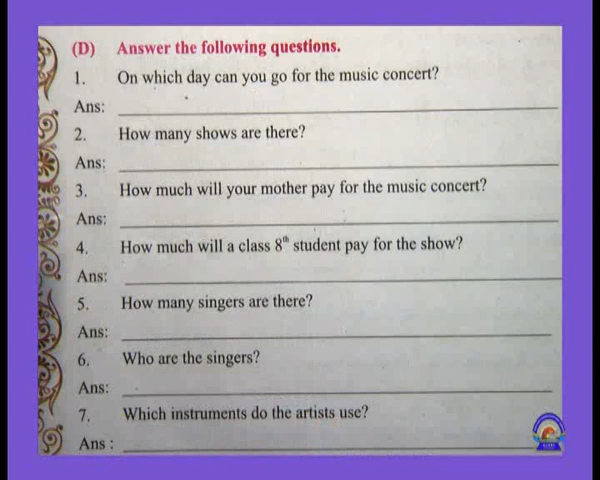 (D) Answer the following questions.
1. On which day can you go for the music concert?
Ans:
2. How many shows are there?
Ans:
3. How much will your mother pay for the music concert?
Ans:
4. How much will a class 8th student pay for the show?
Ans:
5. How many singers are there?
Ans:
6. Who are the singers?
Ans:
7. Which instruments do the artists use?
Ans :